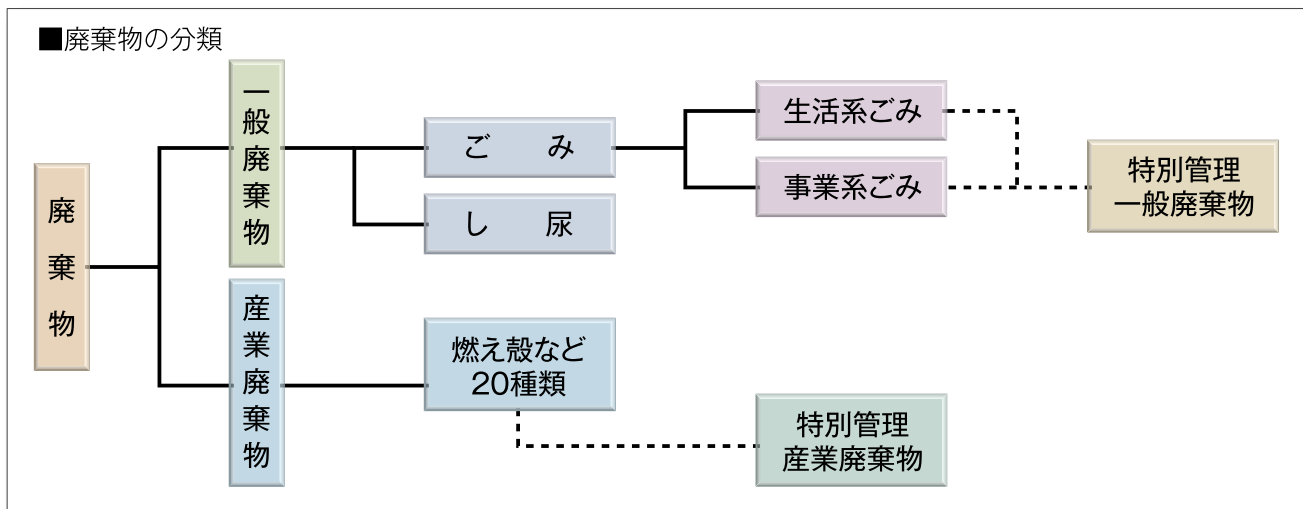 ■廃棄物の分類
廃棄物
一般廃棄物
ごみ
し尿
生活系ごみ
事業系ごみ
特別管理
一般廃棄物
産業廃棄物
燃え殻など
20種類
特別管理
産業廃棄物